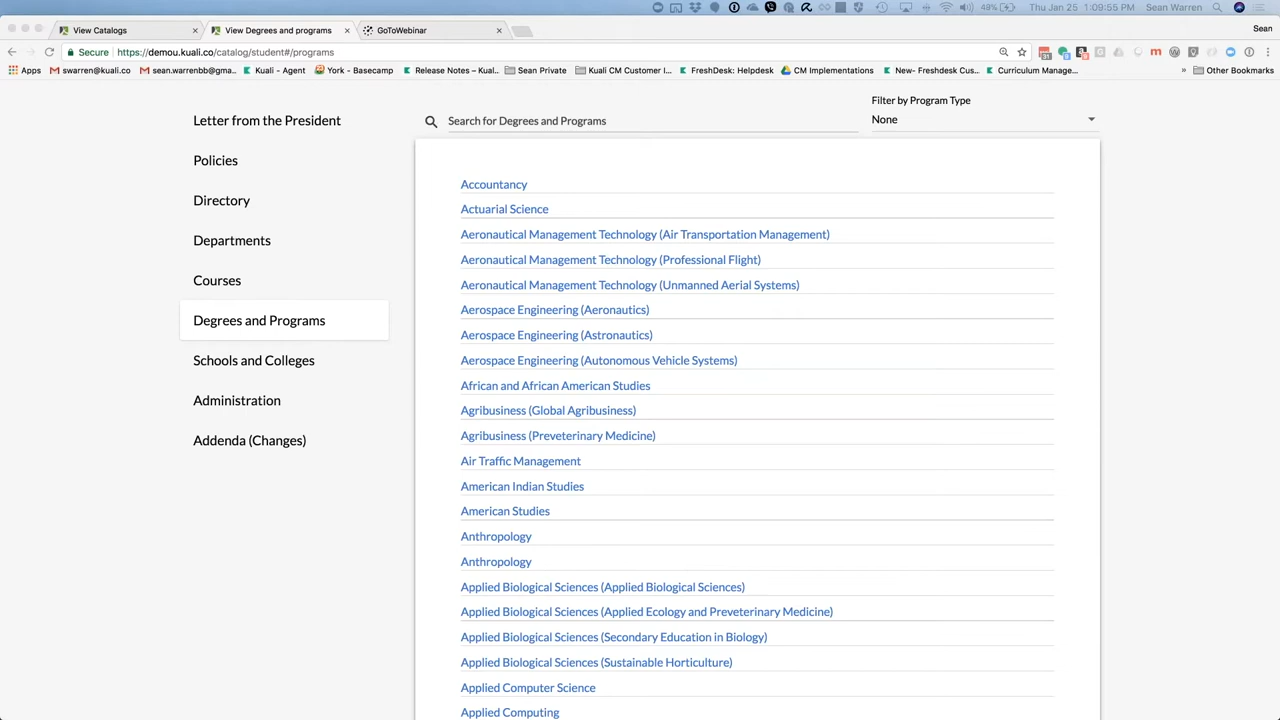 48%
Thu Jan 25 1:09:55 PM
Sean Warren
View Catalogs
View Degrees and programs
GoToWebinar
Sean
Secure
https://demou.kuali.co/catalog/student#/programs
Apps
swarren@kuali.co
sean.warrenbb@gma...
Kuali - Agent
York - Basecamp
Release Notes – Kual...
Sean Private
Kuali CM Customer I...
FreshDesk: Helpdesk
CM Implementations
New- Freshdesk Cus...
Curriculum Manage...
»
Other Bookmarks
Letter from the President
Policies
Directory
Departments
Courses
Degrees and Programs
Schools and Colleges
Administration
Addenda (Changes)
Search for Degrees and Programs
Filter by Program Type
None
Accountancy
Actuarial Science
Aeronautical Management Technology (Air Transportation Management)
Aeronautical Management Technology (Professional Flight)
Aeronautical Management Technology (Unmanned Aerial Systems)
Aerospace Engineering (Aeronautics)
Aerospace Engineering (Astronautics)
Aerospace Engineering (Autonomous Vehicle Systems)
African and African American Studies
Agribusiness (Global Agribusiness)
Agribusiness (Preveterinary Medicine)
Air Traffic Management
American Indian Studies
American Studies
Anthropology
Anthropology
Applied Biological Sciences (Applied Biological Sciences)
Applied Biological Sciences (Applied Ecology and Preveterinary Medicine)
Applied Biological Sciences (Secondary Education in Biology)
Applied Biological Sciences (Sustainable Horticulture)
Applied Computer Science
Applied Computing